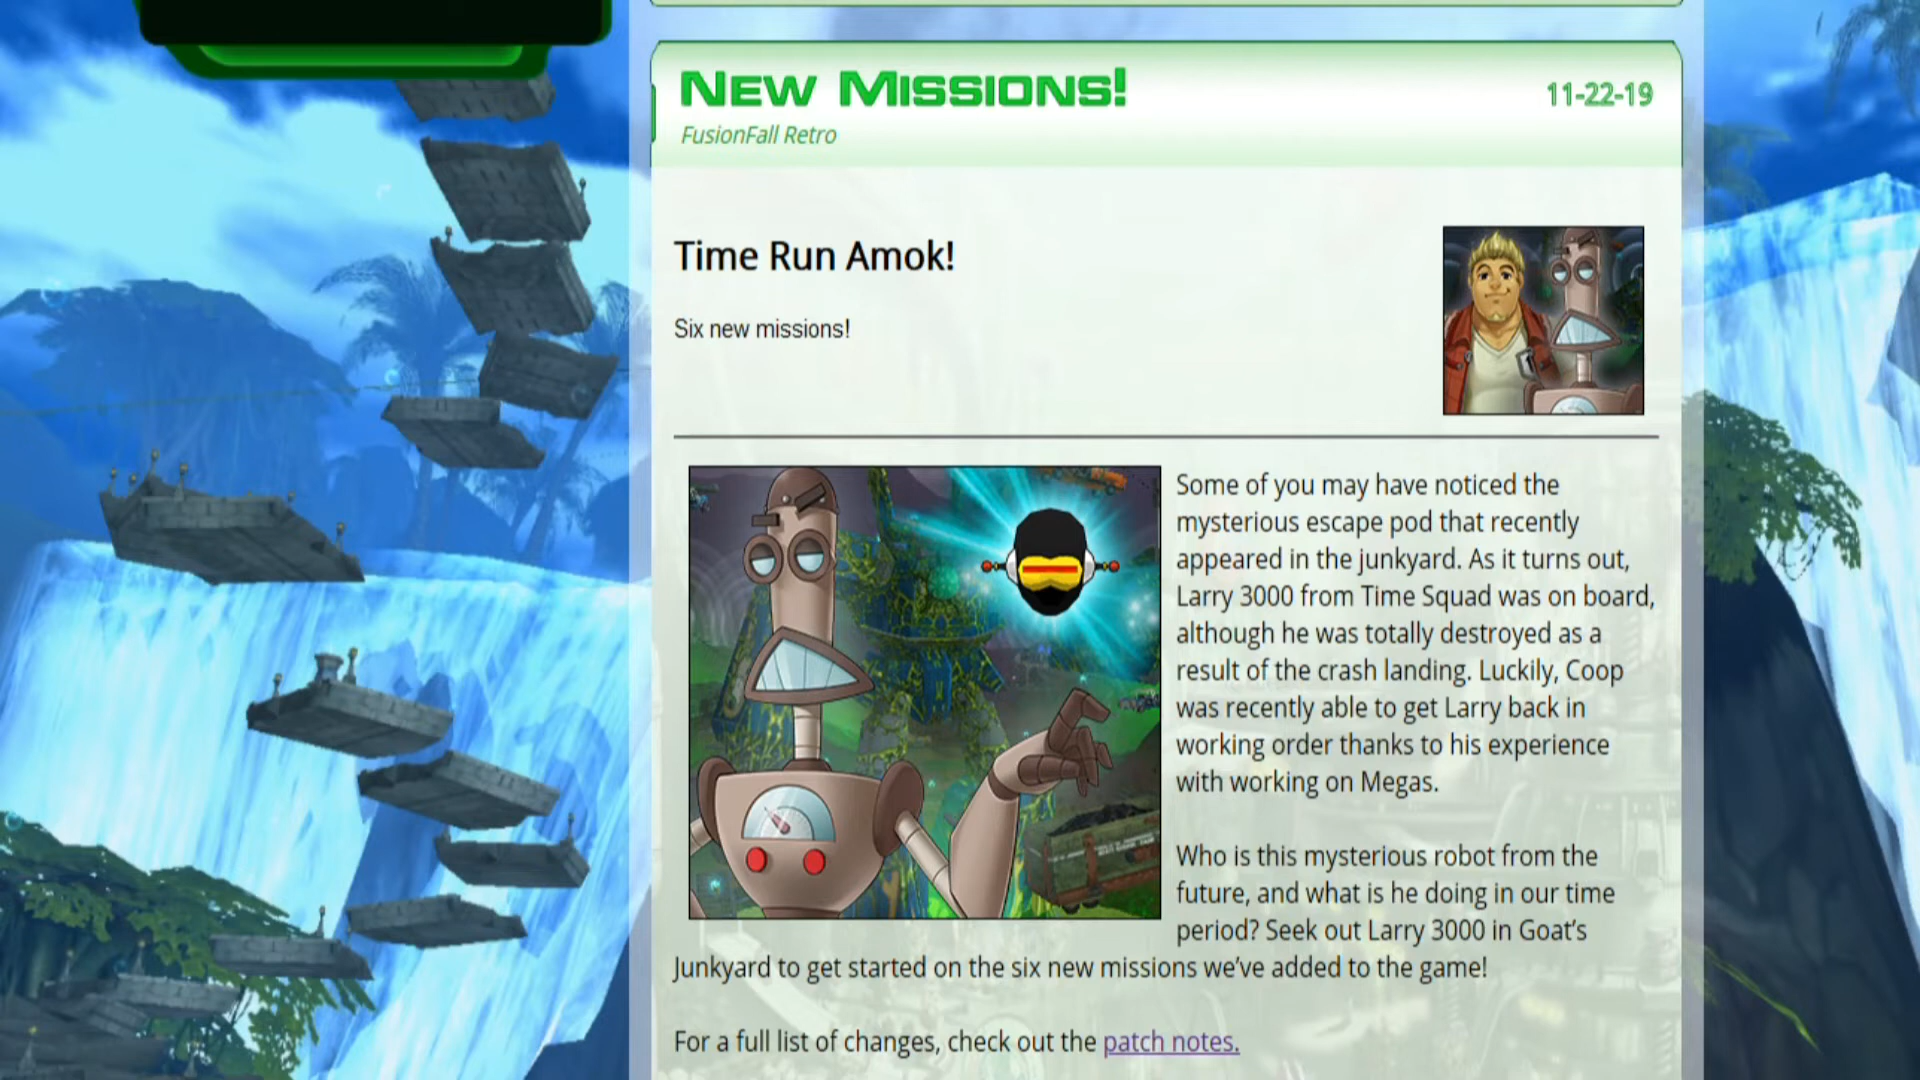 New Missions!
11-22-19
FusionFall Retro
Time Run Amok!
Six new missions!
Some of you may have noticed the
mysterious escape pod that recently
appeared in the junkyard. As it turns out,
Larry 3000 from Time Squad was on board,
although he was totally destroyed as a
result of the crash landing. Luckily, Coop
was recently able to get Larry back in
working order thanks to his experience
with working on Megas.
Who is this mysterious robot from the
future, and what is he doing in our time
period? Seek out Larry 3000 in Goat’s
Junkyard to get started on the six new missions we’ve added to the game!
For a full list of changes, check out the patch notes.